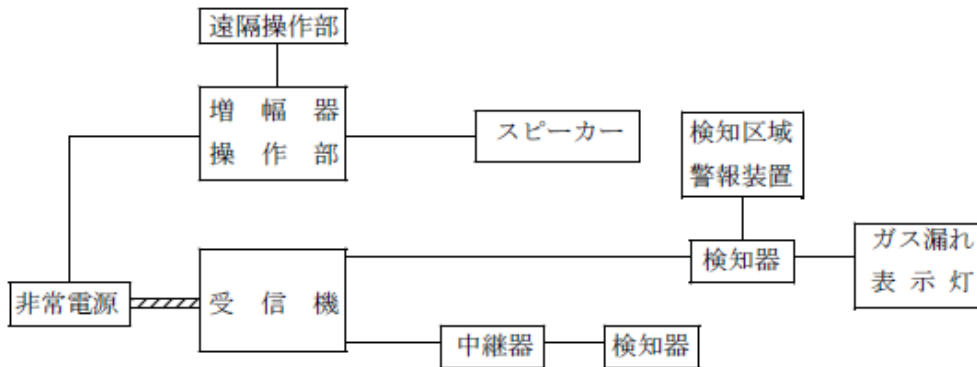 遠隔操作部
増幅器
操作部
スピーカー
検知区域
警報装置
検知器
ガス漏れ
表示灯
非常電源
受信機
中継器
検知器